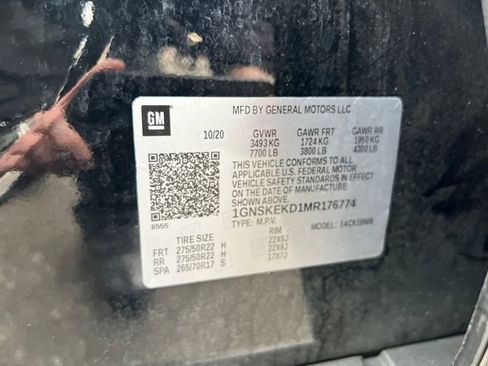 GM
MFD BY GENERAL MOTORS LLC
10/20 GVWR GAWR FRT GAWR RR
3493 KG 1724 KG 1950 KG
7700 LB 3800 LB 4300 LB
THIS VEHICLE CONFORMS TO ALL
APPLICABLE U.S. FEDERAL MOTOR
VEHICLE SAFETY STANDARDS IN EFFECT
ON THE DATE OF MANUFACTURE
SHOWN ABOVE.
1GNSKEKD1MR176774
8555 TYPE: M.P.V. MODEL:
TIRE SIZE RIM
FRT 275/50R22 H 22X9J
RR 275/50R22 H 22X9J
SPA 265/70R17 S 17X7J